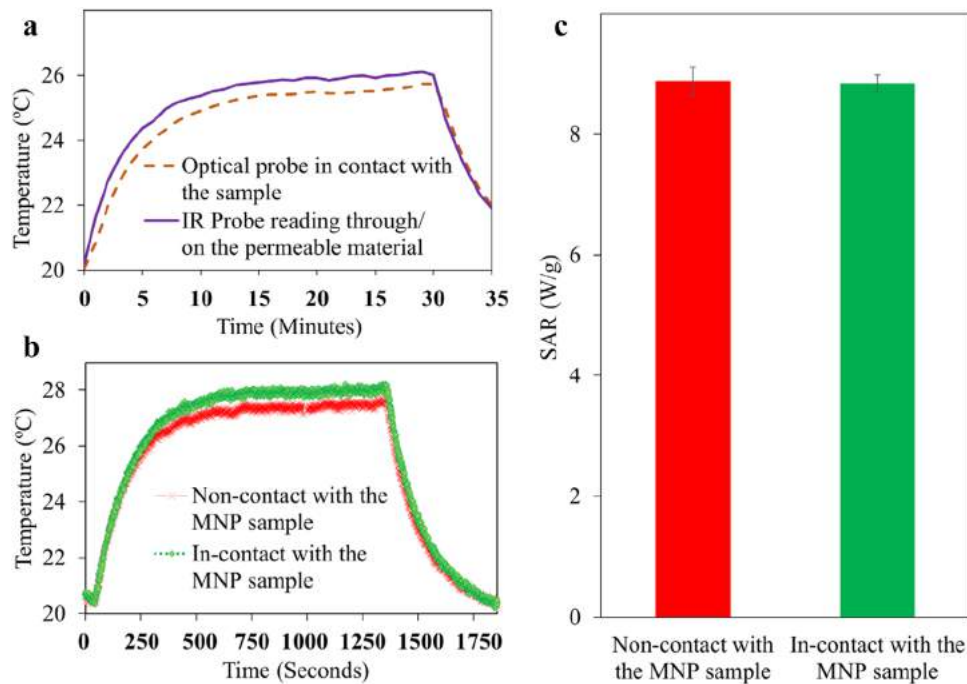 a
Temperature (ºC)
26
24
22
20
0 5 10 15 20 15 30 35
Time (Minutes)
Optical probe in contact with
the sample
IR Probe reading through/
on the permeable material
b
Temperature (ºC)
28
26
24
22
20
0 250 500 750 1000 1250 1500 1750
Time (Seconds)
Non-contact with the
MNP sample
In-contact with the
MNP sample
c
SAR (W/g)
8
6
4
2
0
Non-contact with
the MNP sample
In-contact with the
MNP sample